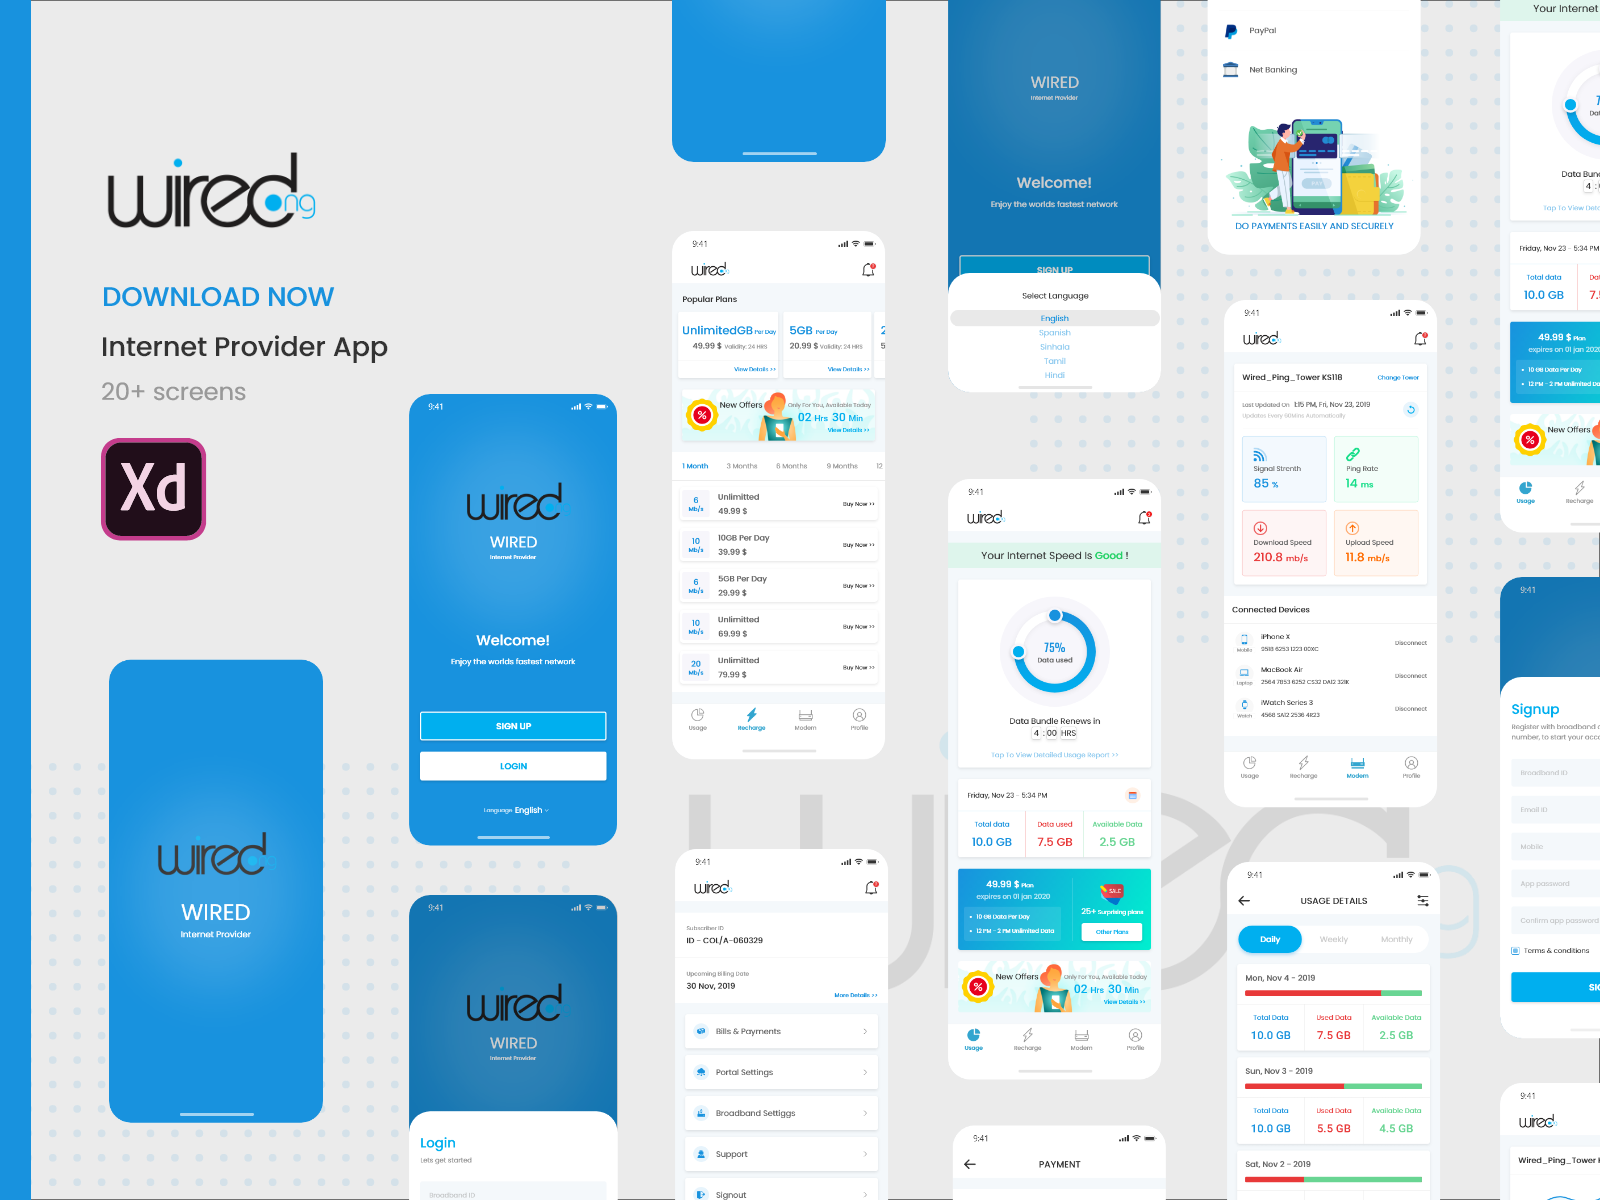 wired.ng
DOWNLOAD NOW
Internet Provider App
20+ screens
Xd
wired.ng
WIRED
Internet Provider
9:41
wired
WIRED
Internet Provider
Welcome!
Enjoy the worlds fastest network
SIGN UP
LOGIN
Language English
9:41
wired
WIRED
Internet Provider
Login
Lets get started
Broadband ID
9:41
wired
Popular Plans
UnlimitedGB Per Day
49.99 $ Validity: 24 HRS
View Details >>
5GB Per Day
20.99 $ Validity: 24 HRS
View Details >>
2
5
New Offers
Only For You, Available Today
02 Hrs 30 Min
View Details >>
1 Month 3 Months 6 Months 9 Months 12
6 Mb/s Unlimitted 49.99 $ Buy Now >>
10 Mb/s 10GB Per Day 39.99 $ Buy Now >>
6 Mb/s 5GB Per Day 29.99 $ Buy Now >>
10 Mb/s Unlimitted 69.99 $ Buy Now >>
20 Mb/s Unlimitted 79.99 $ Buy Now >>
Usage Recharge Modem Profile
9:41
wired
Subscriber ID
ID - COL/A-060329
Upcoming Billing Date
30 Nov, 2019
More Details >>
Bills & Payments
Portal Settings
Broadband Settiggs
Support
Signout
WIRED
Internet Provider
Welcome!
Enjoy the worlds fastest network
SIGN UP
Select Language
English
Spanish
Sinhala
Tamil
Hindi
9:41
wired
Your Internet Speed Is Good !
75%
Data used
Data Bundle Renews in
4 : 00 HRS
Tap To View Detailed Usage Report >>
Friday, Nov 23 - 5:34 PM
Total data Data used Available Data
10.0 GB 7.5 GB 2.5 GB
49.99 $ Plan
expires on 01 jan 2020
• 10 GB Data Per Day
• 12 PM - 2 PM Unlimited Data
SALE
25+ Surprising plans
Other Plans
New Offers
Only For You, Available Today
02 Hrs 30 Min
View Details >>
Usage Recharge Modern Profile
9:41
PAYMENT
PayPal
Net Banking
DO PAYMENTS EASILY AND SECURELY
9:41
wired
Wired_Ping_Tower KS118
Change Tower
Last Updated On 1:15 PM, Fri, Nov 23, 2019
Signal Strenth
85 %
Ping Rate
14 ms
Download Speed
210.8 mb/s
Upload Speed
11.8 mb/s
Connected Devices
Mobile iPhone X Disconnect
9518 6253 1223 00XC
Laptop MacBook Air Disconnect
2564 7853 6252 CS32 DA12 321K
Watch iWatch Series 3 Disconnect
4568 SA12 2536 4R23
Usage Recharge Modern Profile
9:41
USAGE DETAILS
Daily Weekly Monthly
Mon, Nov 4 - 2019
Total Data Used Data Available Data
10.0 GB 7.5 GB 2.5 GB
Sun, Nov 3 - 2019
Total Data Used Data Available Data
10.0 GB 5.5 GB 4.5 GB
Sat, Nov 2 - 2019
Total Data Used Data Available Data
Your Internet
Data Bund
4 :
Tap To View Deta
Friday, Nov 23 - 5:34 PM
Total data
10.0 GB 7.
49.99 $ Plan
expires on 01 jan 2020
• 10 GB Data Per Day
• 12 PM - 2 PM Unlimited Da
New Offers
Usage Recharge
9:41
Signup
Register with broadband
number, to start your acc
Broadband ID
Email ID
Mobile
App password
Confirm app password
Terms & conditions
SI
9:41
wired
Wired_Ping_Tower